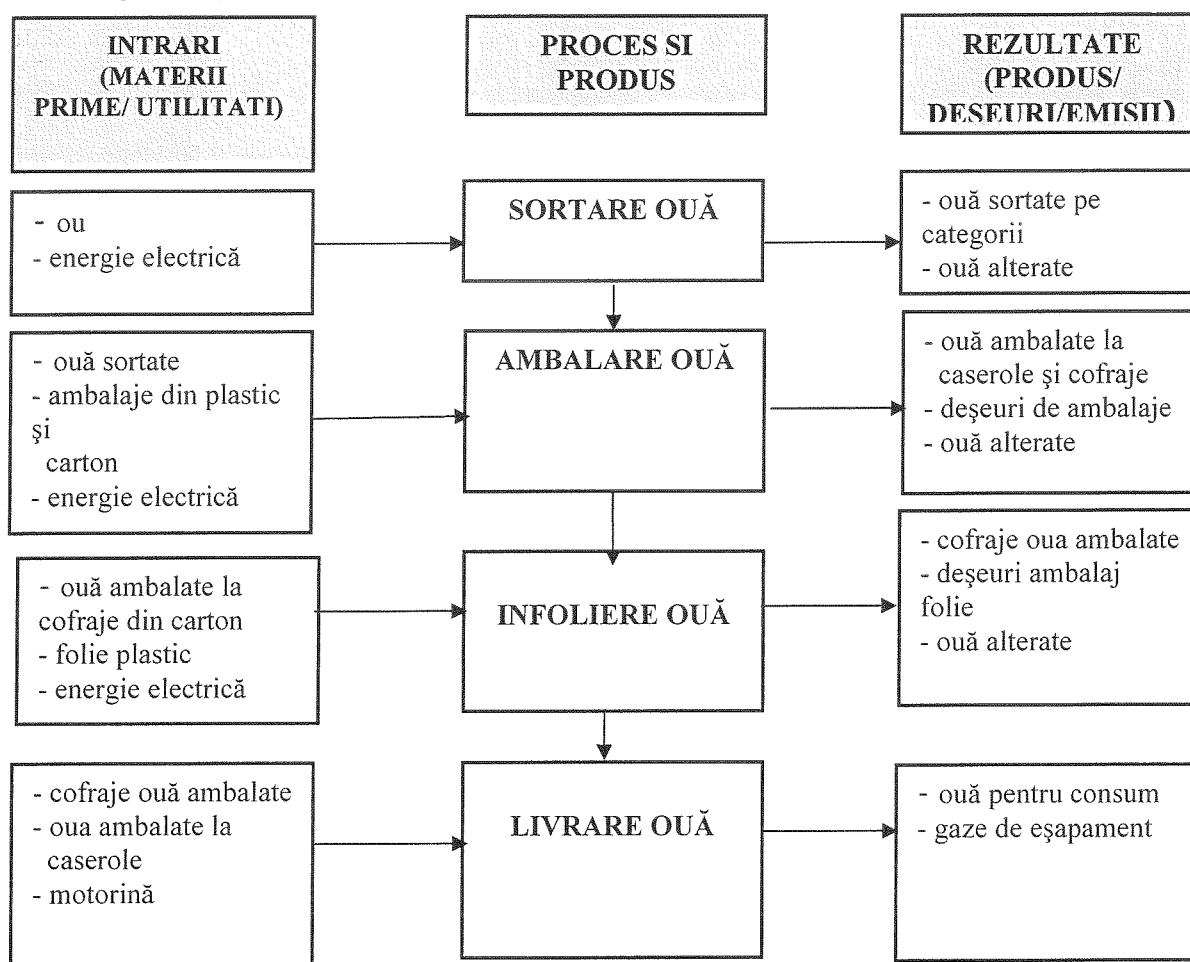 INTRARI
(MATERII
PRIME/ UTILITATI)
PROCES SI
PRODUS
REZULTATE
(PRODUS/
DESEURI/EMISII)
- ou
- energie electrică
SORTARE OUĂ
- ouă sortate pe
categorii
- ouă alterate
- ouă sortate
- ambalaje din plastic
şi
carton
- energie electrică
AMBALARE OUĂ
- ouă ambalate la
caserole şi cofraje
- deşeuri de ambalaje
- ouă alterate
- ouă ambalate la
cofraje din carton
- folie plastic
- energie electrică
INFOLIERE OUĂ
- cofraje oua ambalate
- deşeuri ambalaj
folie
- ouă alterate
- cofraje ouă ambalate
- oua ambalate la
caserole
- motorină
LIVRARE OUĂ
- ouă pentru consum
- gaze de eşapament